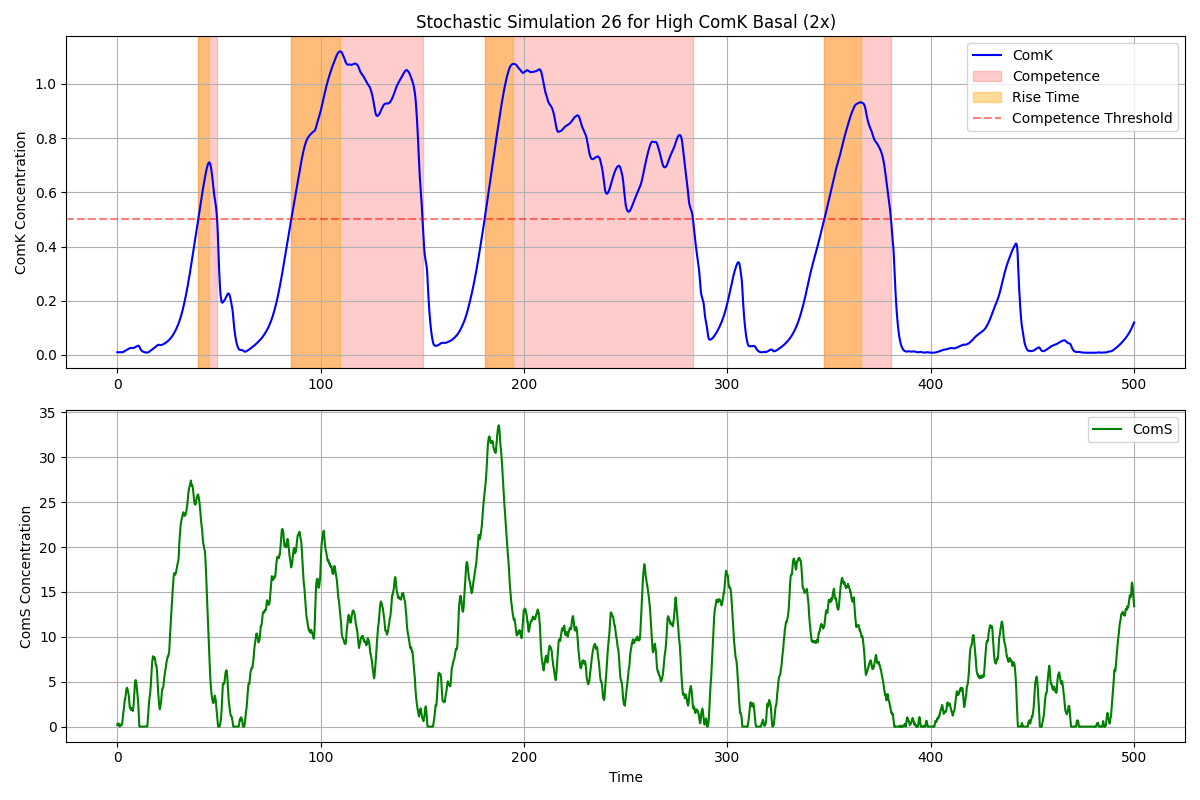 Stochastic Simulation 26 for High ComK Basal (2x)
ComK Concentration
1.0
0.8
0.6
0.4
0.2
0.0
ComK
Competence
Rise Time
Competence Threshold
0 100 200 300 400 500
ComS Concentration
35
30
25
20
15
10
5
0
ComS
0 100 200 300 400 500
Time